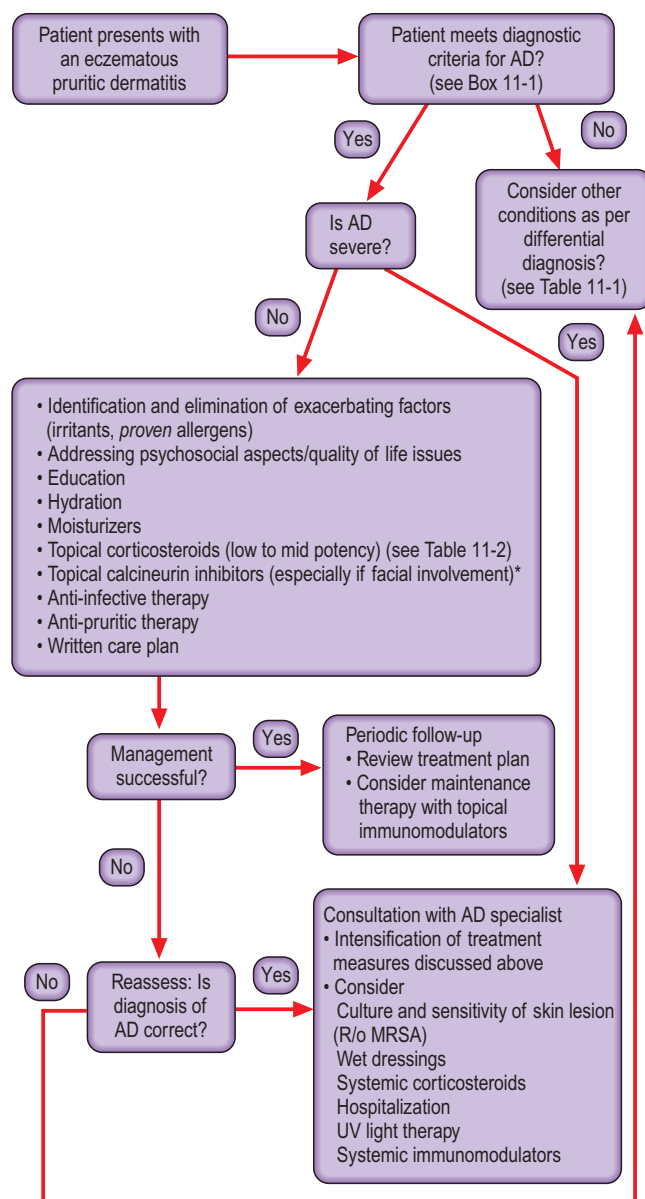 Patient presents with
an eczematous
pruritic dermatitis
Patient meets diagnostic
criteria for AD?
(see Box 11-1)
Yes
No
Is AD
severe?
Consider other
conditions as per
differential
diagnosis?
(see Table 11-1)
No
Yes
• Identification and elimination of exacerbating factors
(irritants, proven allergens)
• Addressing psychosocial aspects/quality of life issues
• Education
• Hydration
• Moisturizers
• Topical corticosteroids (low to mid potency) (see Table 11-2)
• Topical calcineurin inhibitors (especially if facial involvement)*
• Anti-infective therapy
• Anti-pruritic therapy
• Written care plan
Management
successful?
Yes
Periodic follow-up
• Review treatment plan
• Consider maintenance
therapy with topical
immunomodulators
No
No
Reassess: Is
diagnosis of
AD correct?
Yes
Consultation with AD specialist
• Intensification of treatment
measures discussed above
• Consider
Culture and sensitivity of skin lesion
(R/o MRSA)
Wet dressings
Systemic corticosteroids
Hospitalization
UV light therapy
Systemic immunomodulators